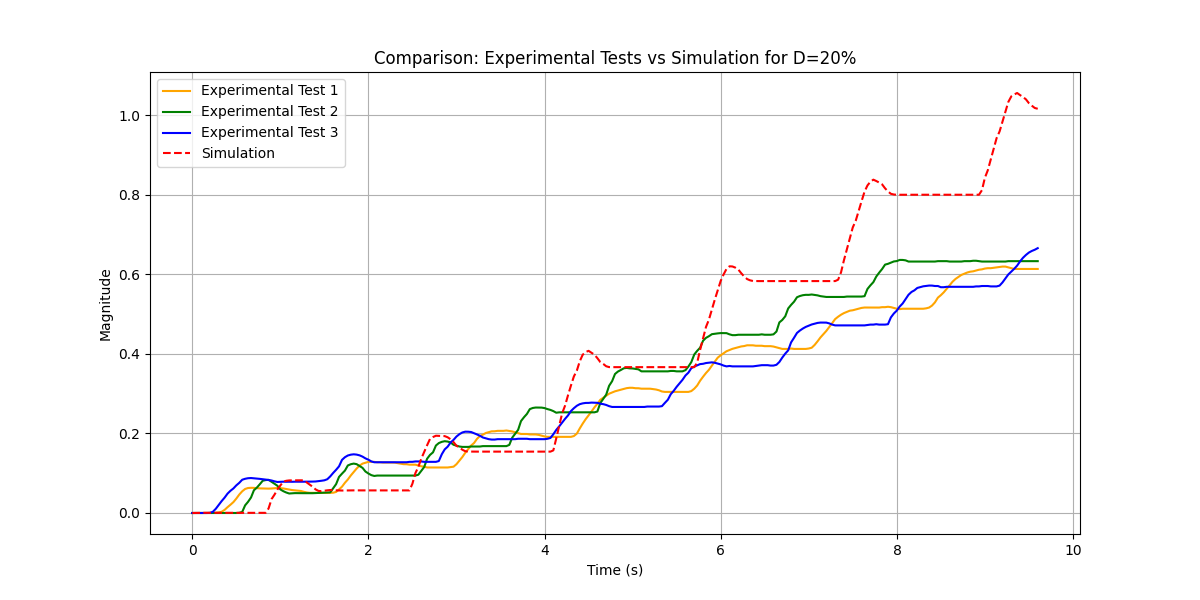 Comparison: Experimental Tests vs Simulation for D=20%
Experimental Test 1
Experimental Test 2
Experimental Test 3
Simulation
Magnitude
1.0
0.8
0.6
0.4
0.2
0.0
0 2 4 6 8 10
Time (s)